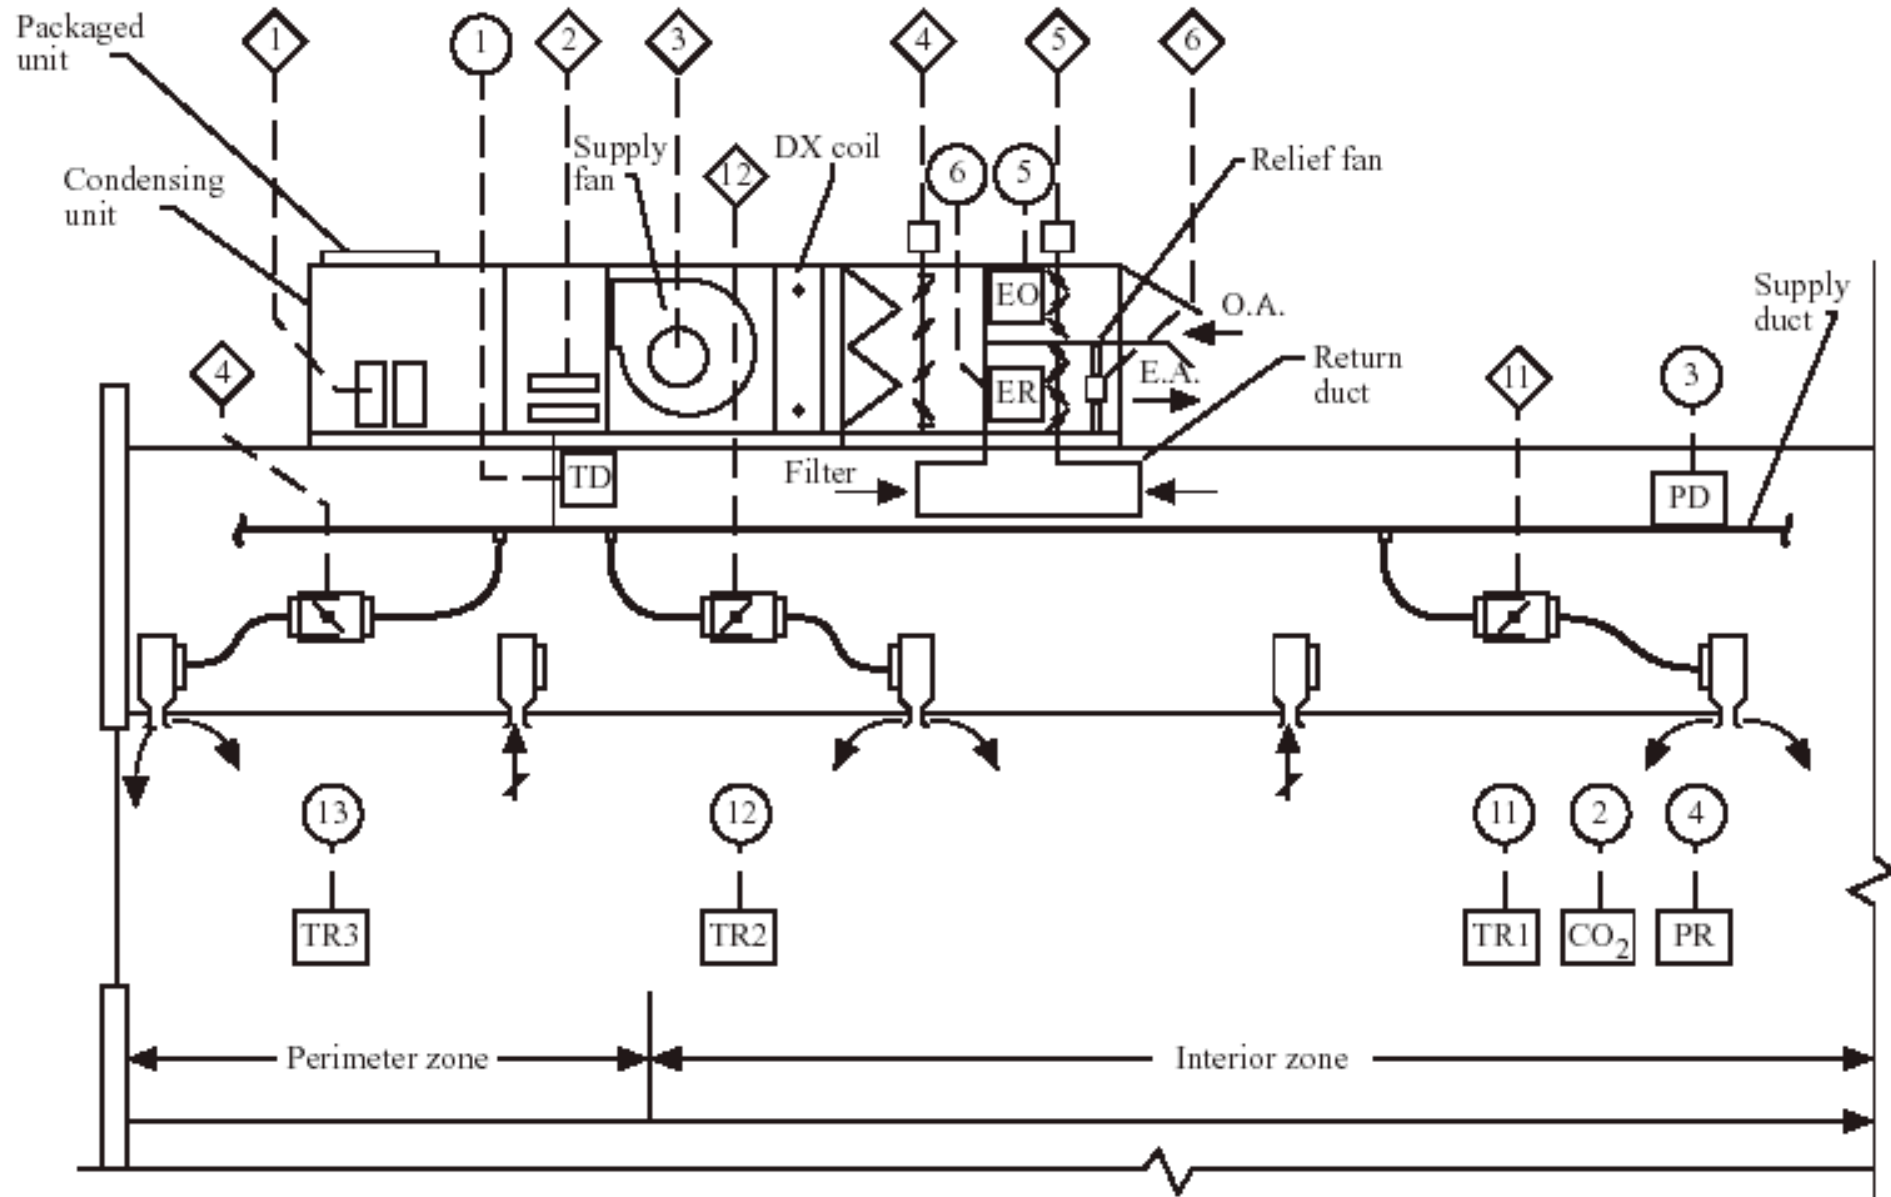 Packaged
unit
1
1
2
3
4
5
6
Supply
fan
12
DX coil
6
5
Relief fan
Condensing
unit
EO
O.A.
Supply
duct
4
ER
E.A.
Return
duct
11
3
TD
Filter
PD
13
12
11
2
4
TR3
TR2
TR1
CO2
PR
Perimeter zone
Interior zone